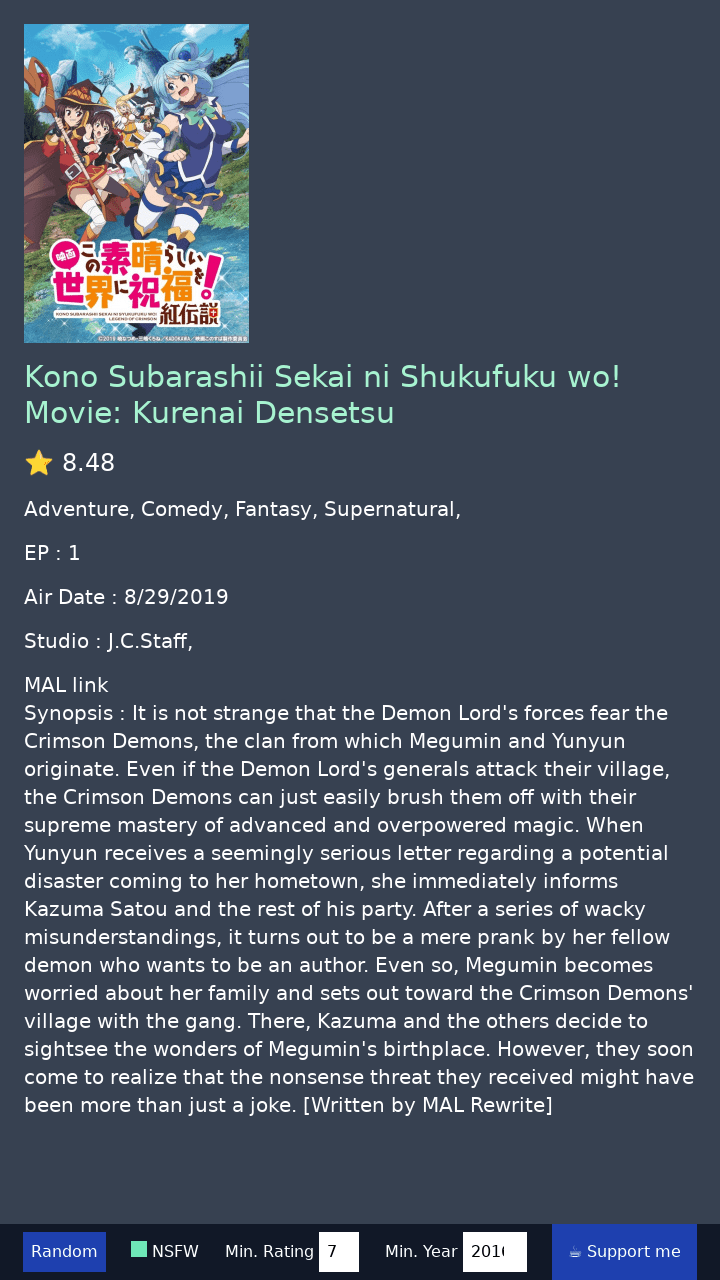 映画
この素晴らしい
世界に祝福を!
KONO SUBARASHII SEKAI NI SYUKUFUKU WO!
LEGEND OF CRIMSON
紅伝説
Kono Subarashii Sekai ni Shukufuku wo!
Movie: Kurenai Densetsu
⭐ 8.48
Adventure, Comedy, Fantasy, Supernatural,
EP : 1
Air Date : 8/29/2019
Studio : J.C.Staff,
MAL link
Synopsis : It is not strange that the Demon Lord's forces fear the
Crimson Demons, the clan from which Megumin and Yunyun
originate. Even if the Demon Lord's generals attack their village,
the Crimson Demons can just easily brush them off with their
supreme mastery of advanced and overpowered magic. When
Yunyun receives a seemingly serious letter regarding a potential
disaster coming to her hometown, she immediately informs
Kazuma Satou and the rest of his party. After a series of wacky
misunderstandings, it turns out to be a mere prank by her fellow
demon who wants to be an author. Even so, Megumin becomes
worried about her family and sets out toward the Crimson Demons'
village with the gang. There, Kazuma and the others decide to
sightsee the wonders of Megumin's birthplace. However, they soon
come to realize that the nonsense threat they received might have
been more than just a joke. [Written by MAL Rewrite]
Random NSFW Min. Rating 7 Min. Year ☕ Support me